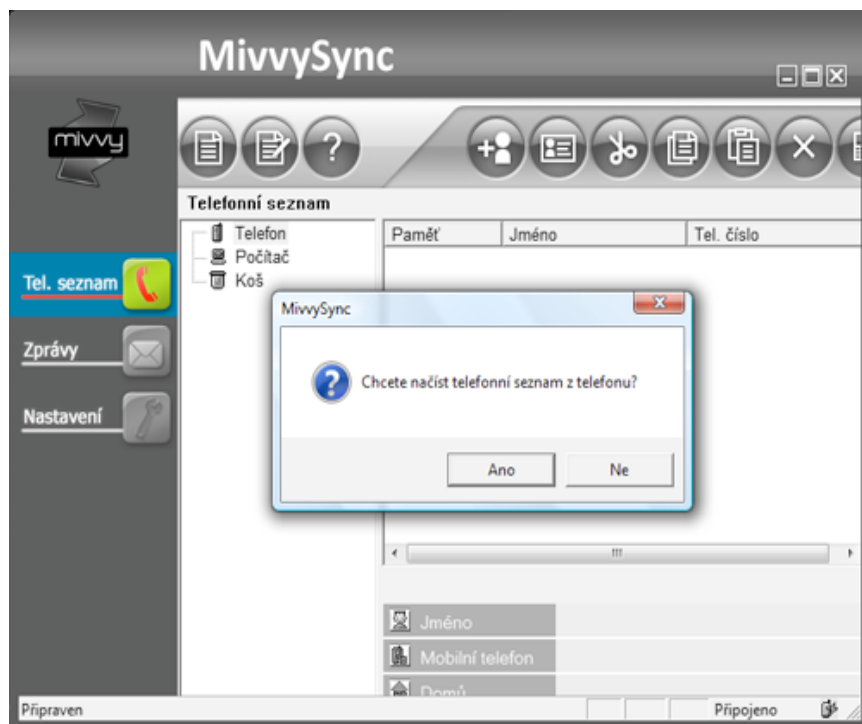 MivvySync
mivvy
Telefonní seznam
Telefon
Počítač
Koš
Paměť Jméno Tel. číslo
Tel. seznam
Zprávy
Nastavení
MivvySync
Chcete načíst telefonní seznam z telefonu?
Ano Ne
Jméno
Mobilní telefon
Domů
Připraven Připojeno